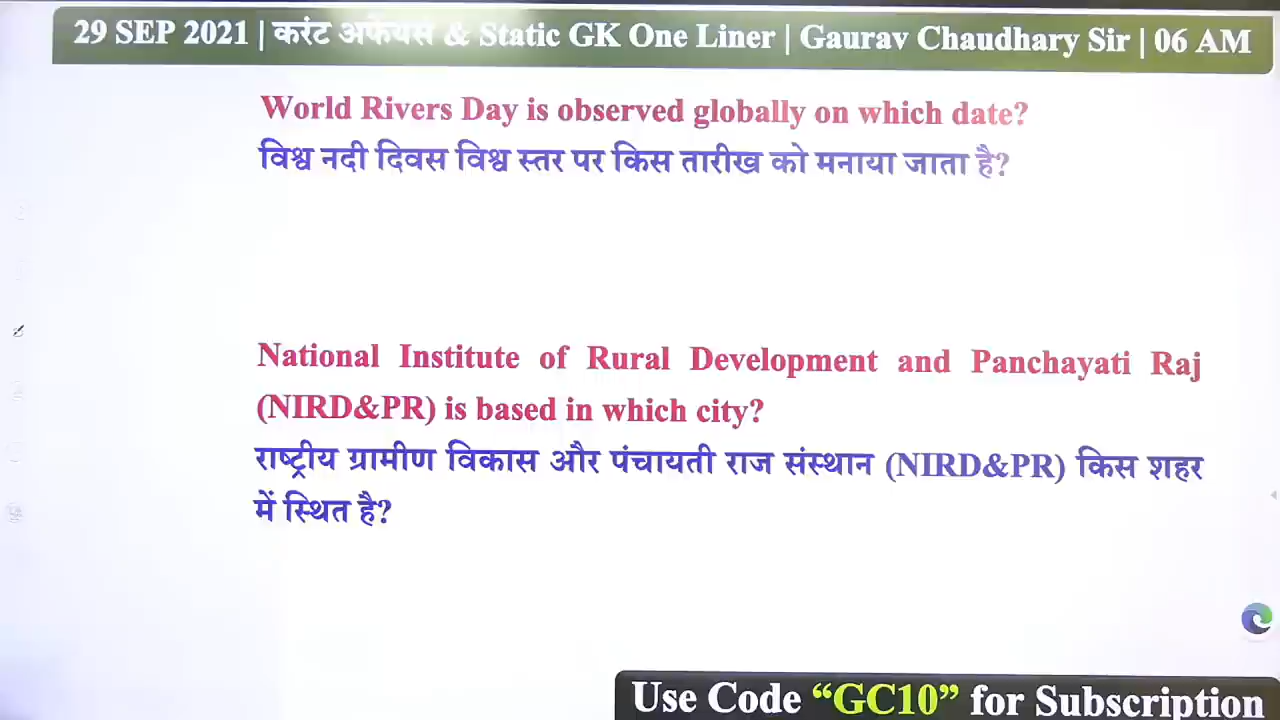 29 SEP 2021 | करंट अफेयर्स & Static GK One Liner | Gaurav Chaudhary Sir | 06 AM
World Rivers Day is observed globally on which date?
विश्व नदी दिवस विश्व स्तर पर किस तारीख को मनाया जाता है?
National Institute of Rural Development and Panchayati Raj
(NIRD&PR) is based in which city?
राष्ट्रीय ग्रामीण विकास और पंचायती राज संस्थान (NIRD&PR) किस शहर
में स्थित है?
Use Code “GC10” for Subscription